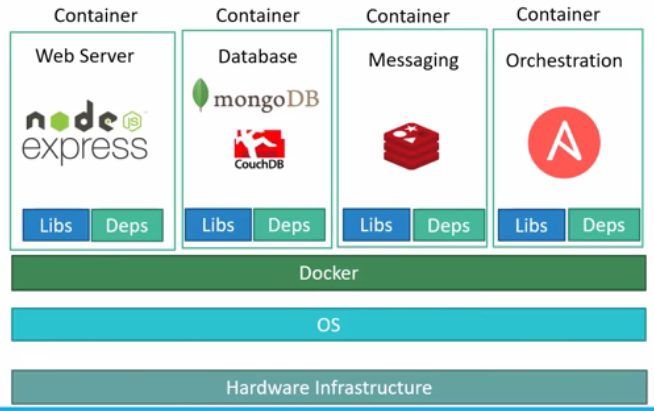 Container
Container
Container
Container
Web Server
Database
Messaging
Orchestration
node JS
express
mongoDB
CouchDB
A
Libs
Deps
Libs
Deps
Libs
Deps
Libs
Deps
Docker
OS
Hardware Infrastructure